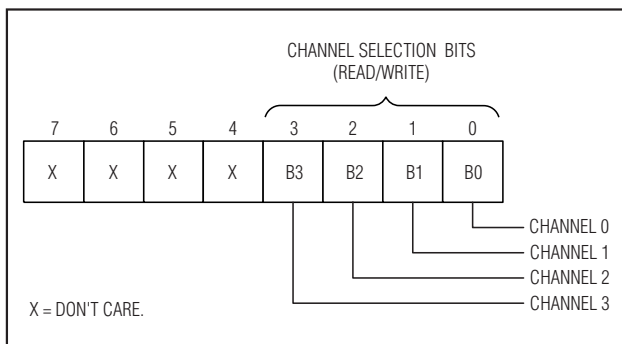 CHANNEL SELECTION BITS
(READ/WRITE)
7 6 5 4 3 2 1 0
X X X X B3 B2 B1 B0
CHANNEL 0
CHANNEL 1
CHANNEL 2
CHANNEL 3
X = DON'T CARE.